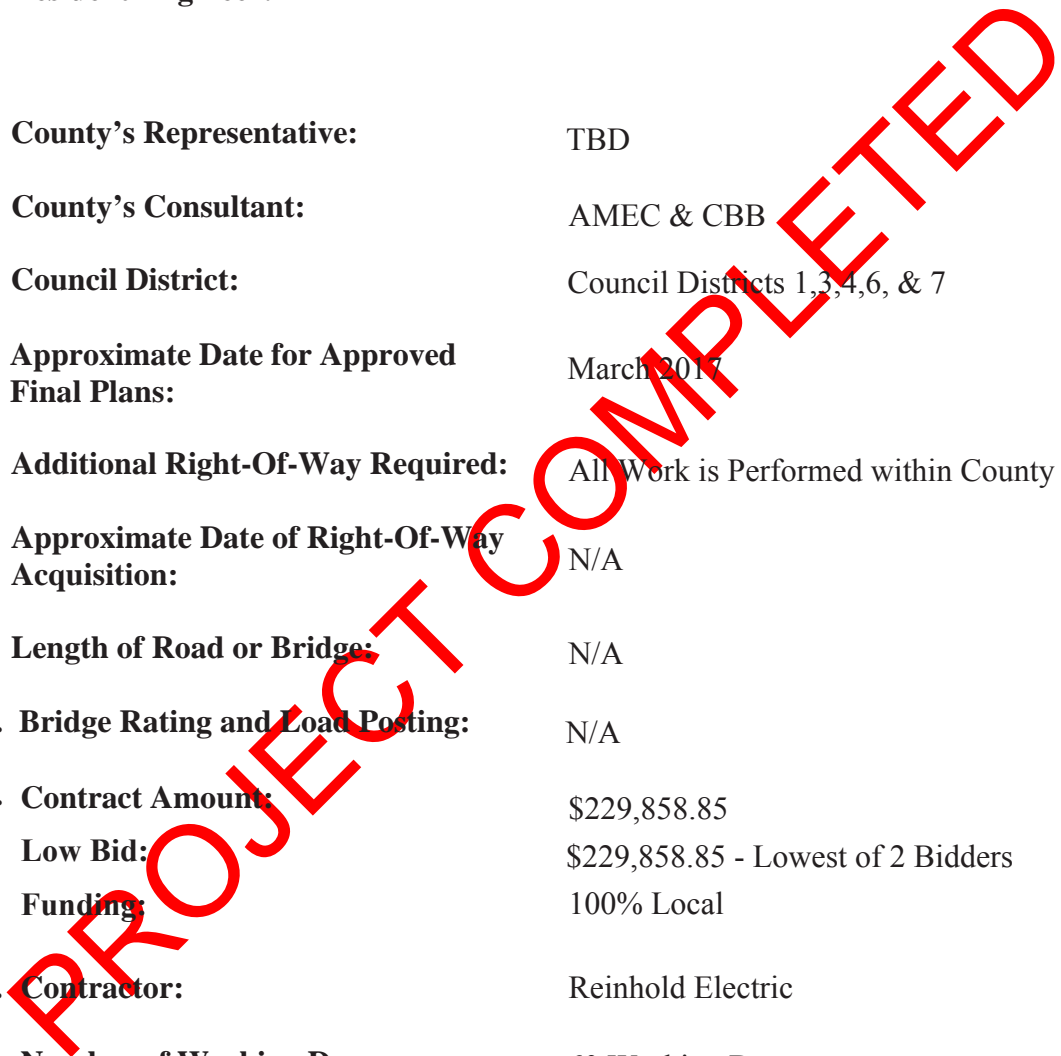 County's Representative: TBD
County's Consultant: AMEC & CBB
Council District: Council Districts 1,3,4,6, & 7
Approximate Date for Approved
Final Plans: March 2017
Additional Right-Of-Way Required: All Work is Performed within County
Approximate Date of Right-Of-Way
Acquisition: N/A
Length of Road or Bridge: N/A
. Bridge Rating and Load Posting: N/A
. Contract Amount: $229,858.85
Low Bid: $229,858.85 - Lowest of 2 Bidders
Funding: 100% Local
. Contractor: Reinhold Electric
PROJECT COMPLETED